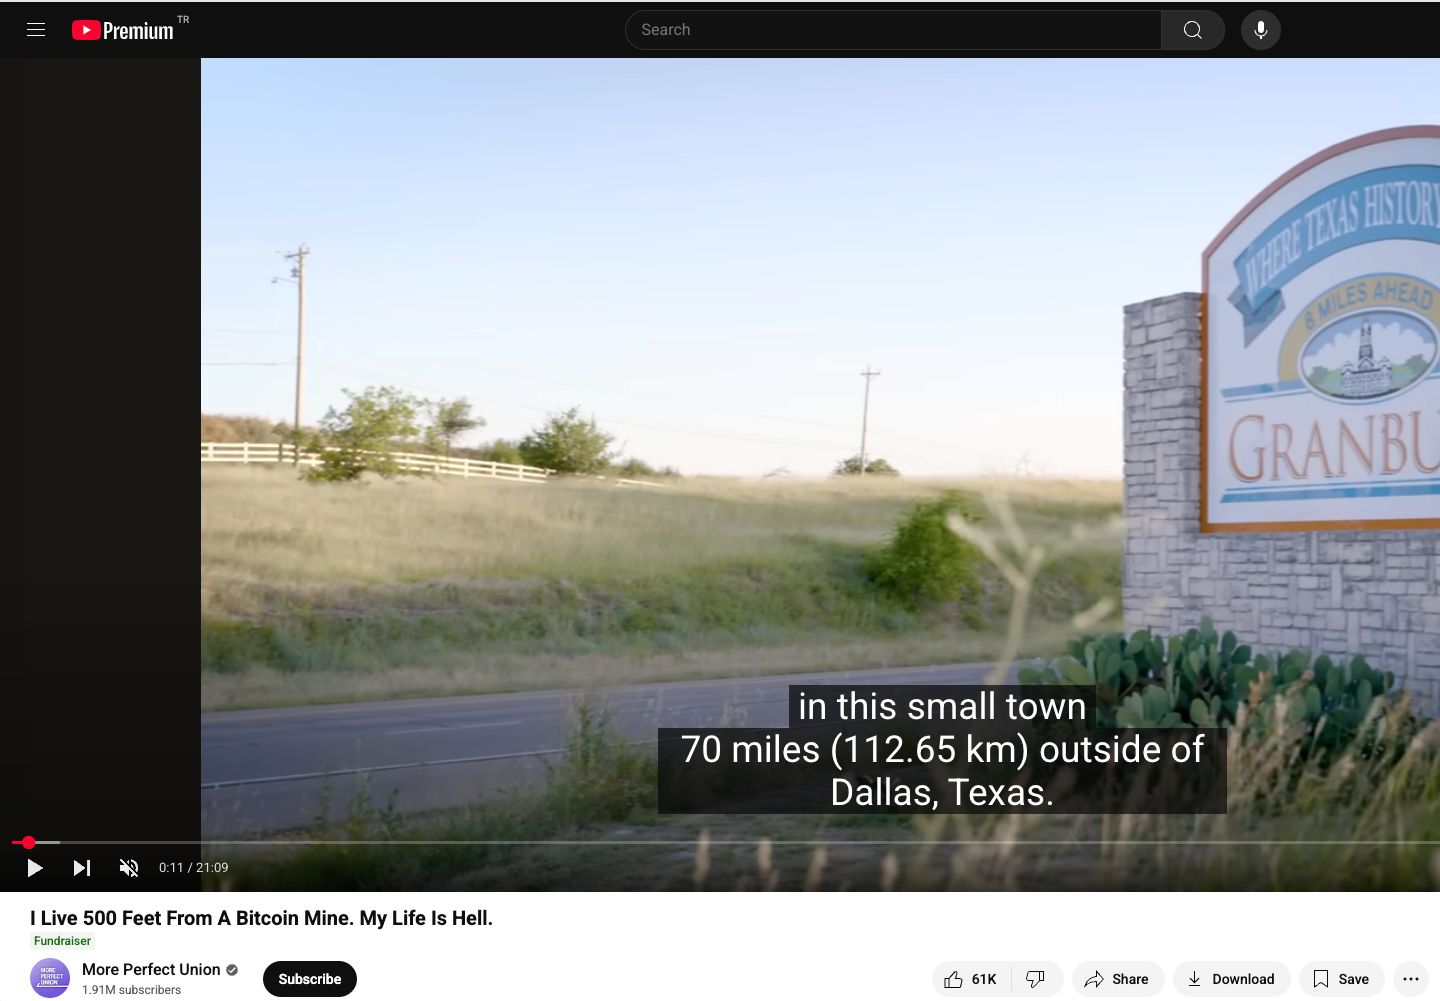 Premium TR
Search
WHERE TEXAS HISTORY
6 MILES AHEAD
in this small town
70 miles (112.65 km) outside of
Dallas, Texas.
0:11 / 21:09
I Live 500 Feet From A Bitcoin Mine. My Life Is Hell.
Fundraiser
MORE
PERFECT
UNION
More Perfect Union
1.91M subscribers
Subscribe
61K
Share
Download
Save